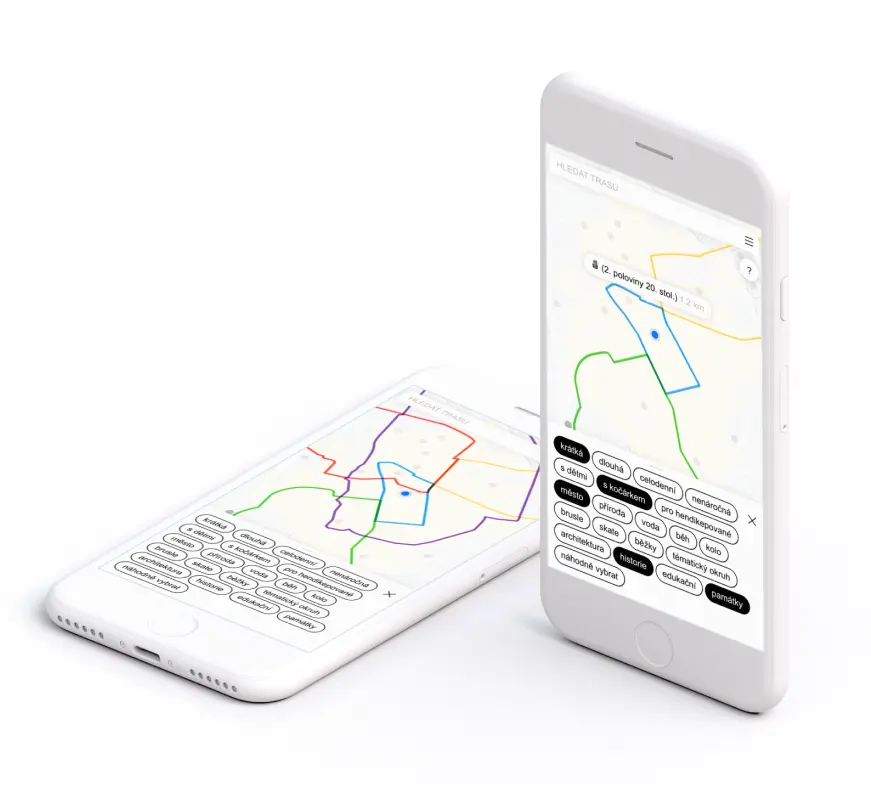 HLEDAT TRASU
krátká
dlouhá
celodenní
nenáročná
s dětmi
s kočárkem
pro hendikepované
město
příroda
voda
běh
kolo
brusle
skate
běžky
tématický okruh
architektura
historie
edukační
památky
náhodně vybrat
HLEDAT TRASU
?
(2. poloviny 20. stol.) 1.2 km
krátká
dlouhá
celodenní
nenáročná
s dětmi
s kočárkem
pro hendikepované
město
příroda
voda
běh
kolo
brusle
skate
běžky
tématický okruh
architektura
historie
edukační
památky
náhodně vybrat